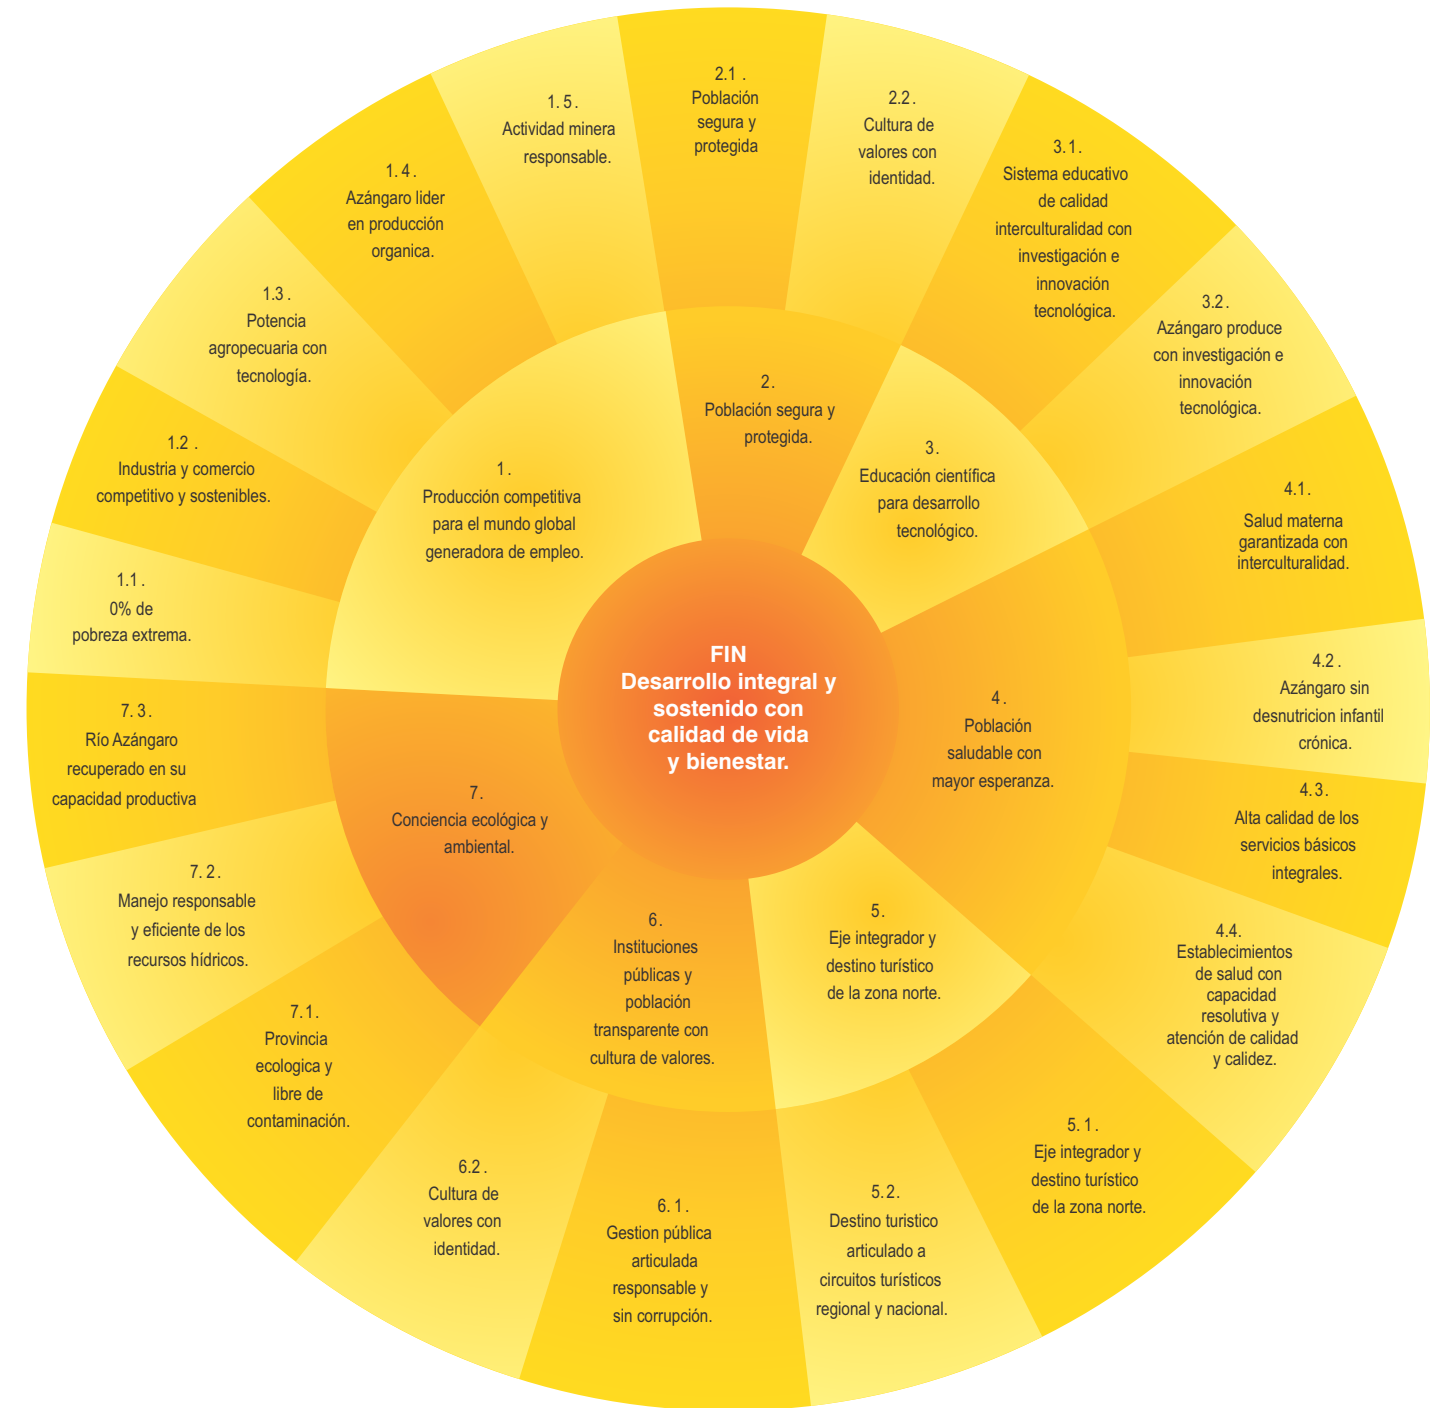 FIN
Desarrollo integral y
sostenido con
calidad de vida
y bienestar.
1.
Producción competitiva
para el mundo global
generadora de empleo.
1.1.
0% de
pobreza extrema.
1.2.
Industria y comercio
competitivo y sostenibles.
1.3.
Potencia
agropecuaria con
tecnología.
1.4.
Azángaro lider
en producción
organica.
1.5.
Actividad minera
responsable.
2.
Población segura y
protegida.
2.1.
Población
segura y
protegida
2.2.
Cultura de
valores con
identidad.
3.
Educación científica
para desarrollo
tecnológico.
3.1.
Sistema educativo
de calidad
interculturalidad con
investigación e
innovación
tecnológica.
3.2.
Azángaro produce
con investigación e
innovación
tecnológica.
4.
Población
saludable con
mayor esperanza.
4.1.
Salud materna
garantizada con
interculturalidad.
4.2.
Azángaro sin
desnutricion infantil
crónica.
4.3.
Alta calidad de los
servicios básicos
integrales.
4.4.
Establecimientos
de salud con
capacidad
resolutiva y
atención de calidad
y calidez.
5.
Eje integrador y
destino turístico
de la zona norte.
5.1.
Eje integrador y
destino turístico
de la zona norte.
5.2.
Destino turistico
articulado a
circuitos turísticos
regional y nacional.
6.
Instituciones
públicas y
población
transparente con
cultura de valores.
6.1.
Gestion pública
articulada
responsable y
sin corrupción.
6.2.
Cultura de
valores con
identidad.
7.
Conciencia ecológica y
ambiental.
7.1.
Provincia
ecologica y
libre de
contaminación.
7.2.
Manejo responsable
y eficiente de los
recursos hídricos.
7.3.
Río Azángaro
recuperado en su
capacidad productiva